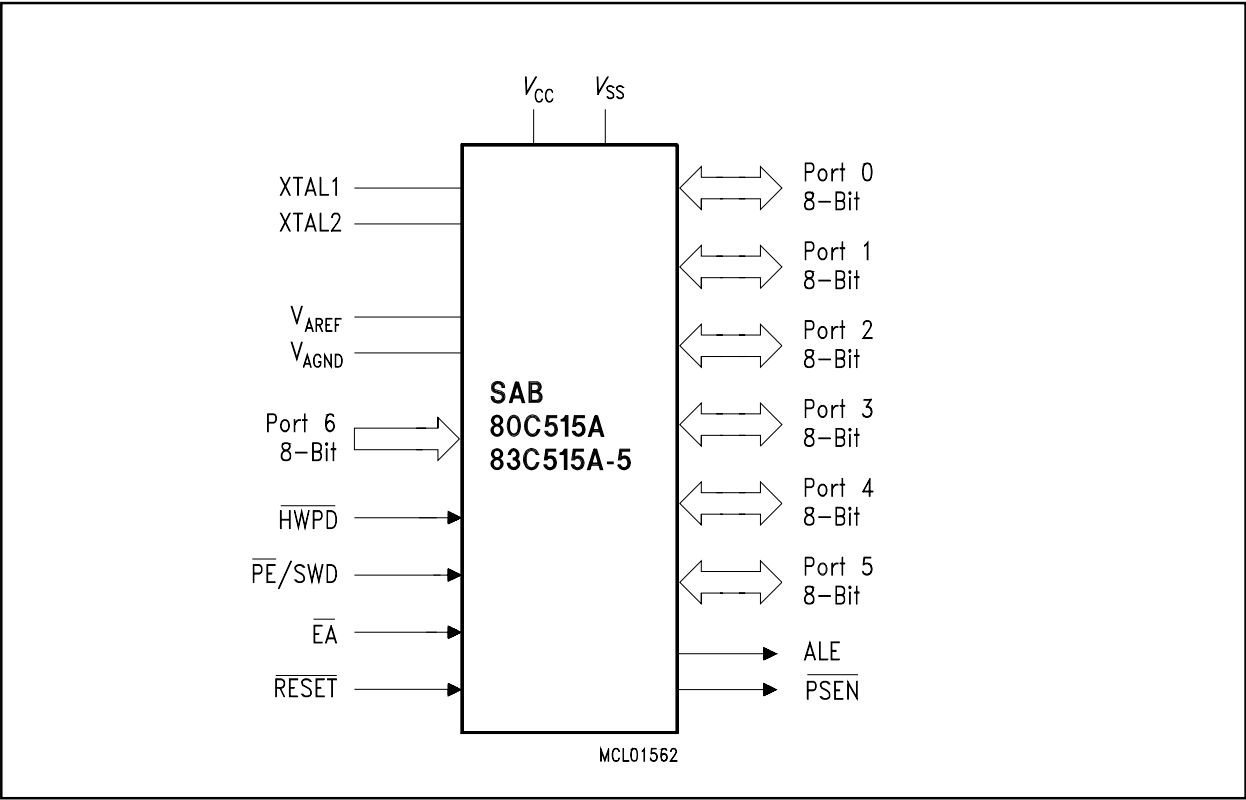 VCC VSS
XTAL1
XTAL2
VAREF
VAGND
Port 6
8-Bit
HWPD
PE/SWD
EA
RESET
SAB
80C515A
83C515A-5
Port 0
8-Bit
Port 1
8-Bit
Port 2
8-Bit
Port 3
8-Bit
Port 4
8-Bit
Port 5
8-Bit
ALE
PSEN
MCL01562